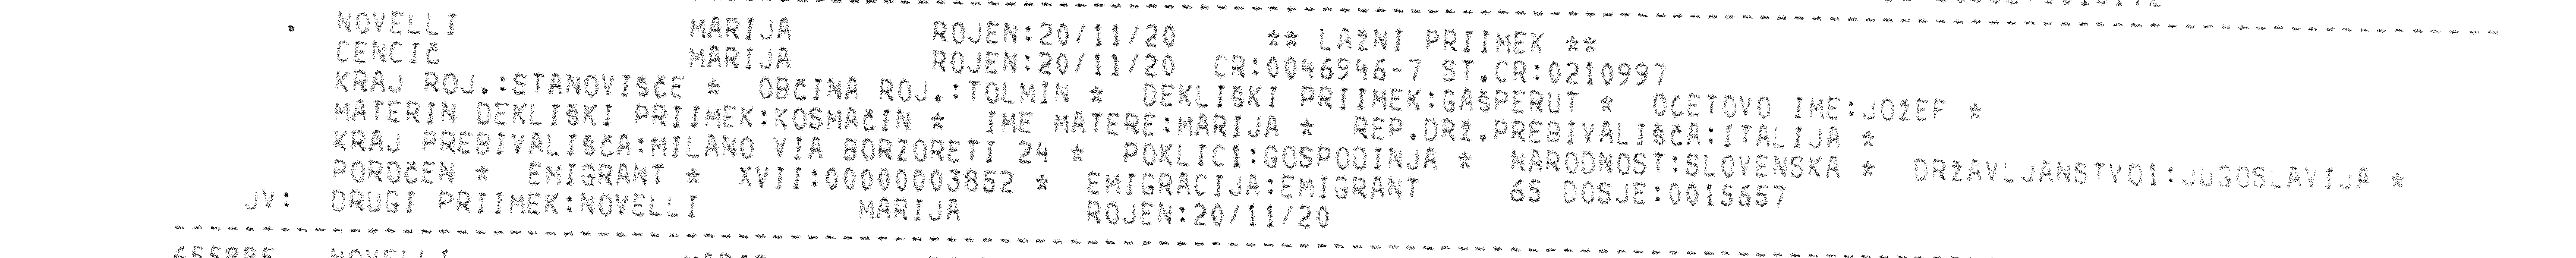 . NOVELLI MARIJA ROJEN:20/11/20 ** LAŽNI PRIIMEK **
CENCIČ MARIJA ROJEN:20/11/20 CR:0046946-7 ST.CR:0210997
KRAJ ROJ.:STANOVIŠČE * OBČINA ROJ.:TOLMIN * DEKLIŠKI PRIIMEK:GAŠPERUT * OCETOVO IME:JOŽEF *
MATERIN DEKLIŠKI PRIIMEK:KOSMAČIN * IME MATERE:MARIJA * REP.DRŽ.PREBIVALIŠČA:ITALIJA *
KRAJ PREBIVALIŠČA:MILANO VIA BORZORETI 24 * POKLIC1:GOSPODINJA * NARODNOST:SLOVENSKA * DRŽAVLJANSTVO1:JUGOSLAVIJA *
POROČEN * EMIGRANT * XVII:00000003852 * EMIGRACIJA:EMIGRANT 65 DOSJE:0015657
JV: DRUGI PRIIMEK:NOVELLI MARIJA ROJEN:20/11/20
NOVELLI